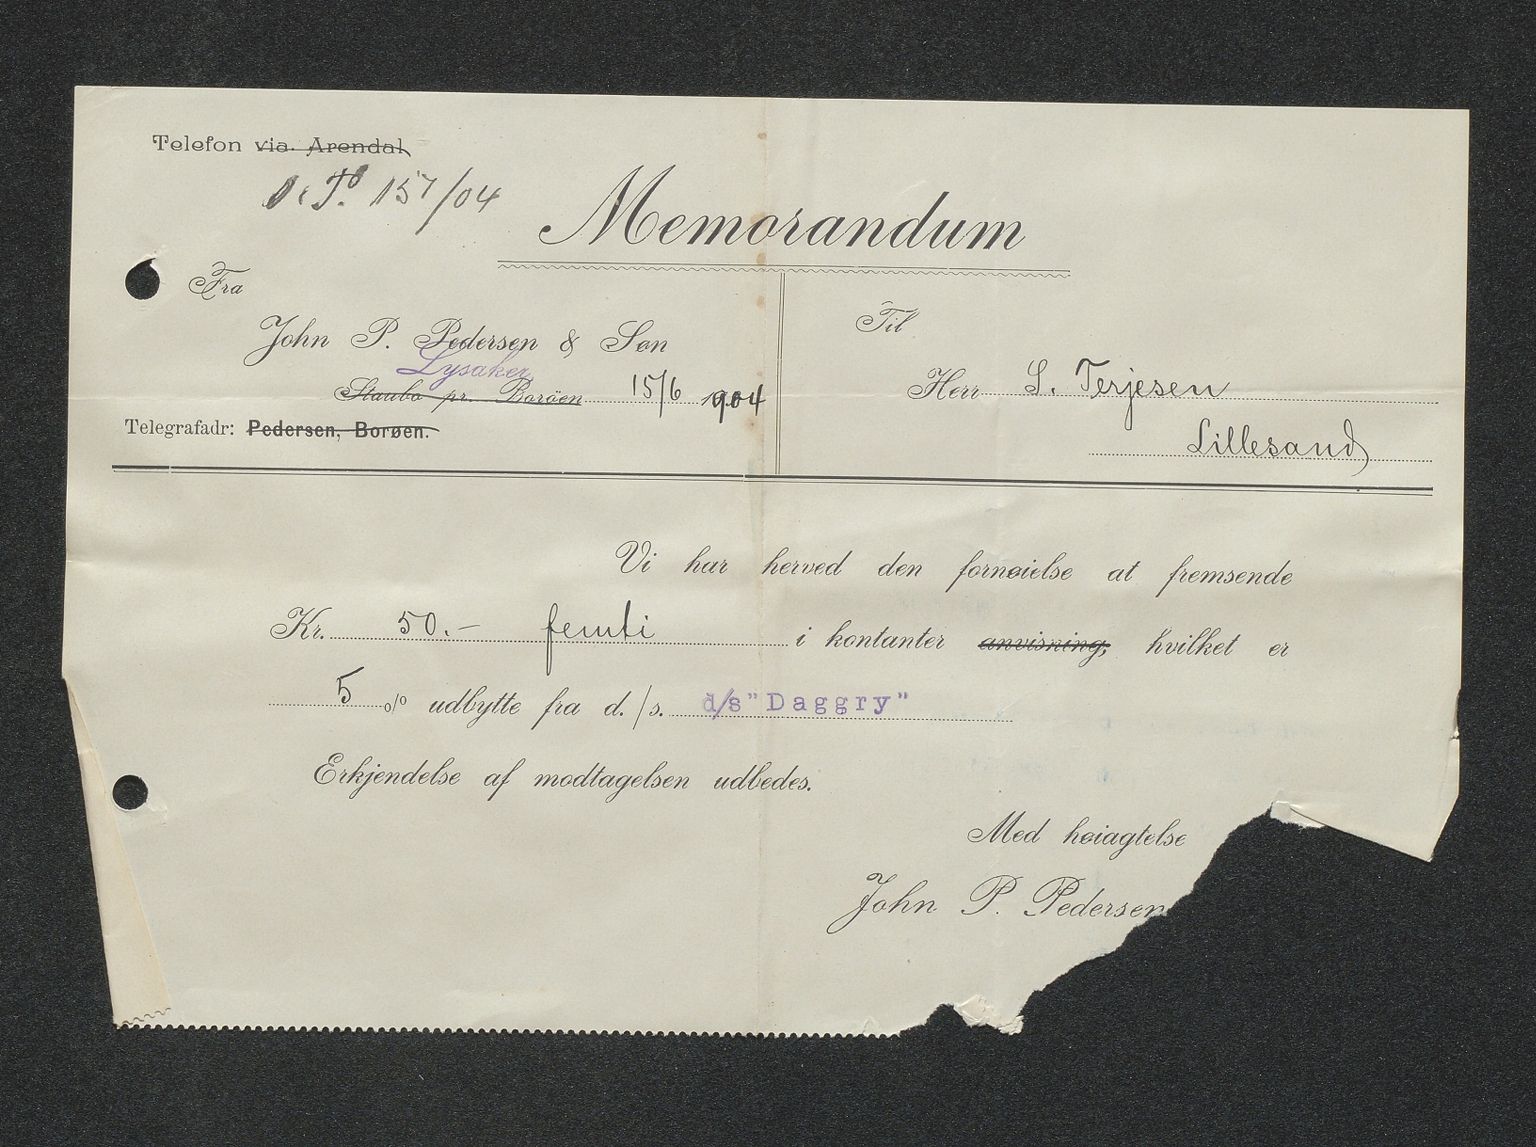 Telefon via. Arendal
157/04
Memorandum
Fra
John P. Pedersen & Søn
Lysaker
Staubo pr. Borøen 15/6 1904
Telegrafadr: Pedersen, Borøen.
Til
Herr S. Terjesen
Lillesand
Vi har herved den fornøielse at fremsende
Kr. 50.- femti i kontanter anvisning, hvilket er
5 % udbytte fra d./s. d/s "Daggry"
Erkjendelse af modtagelsen udbedes.
Med høiagtelse
John P. Pedersen